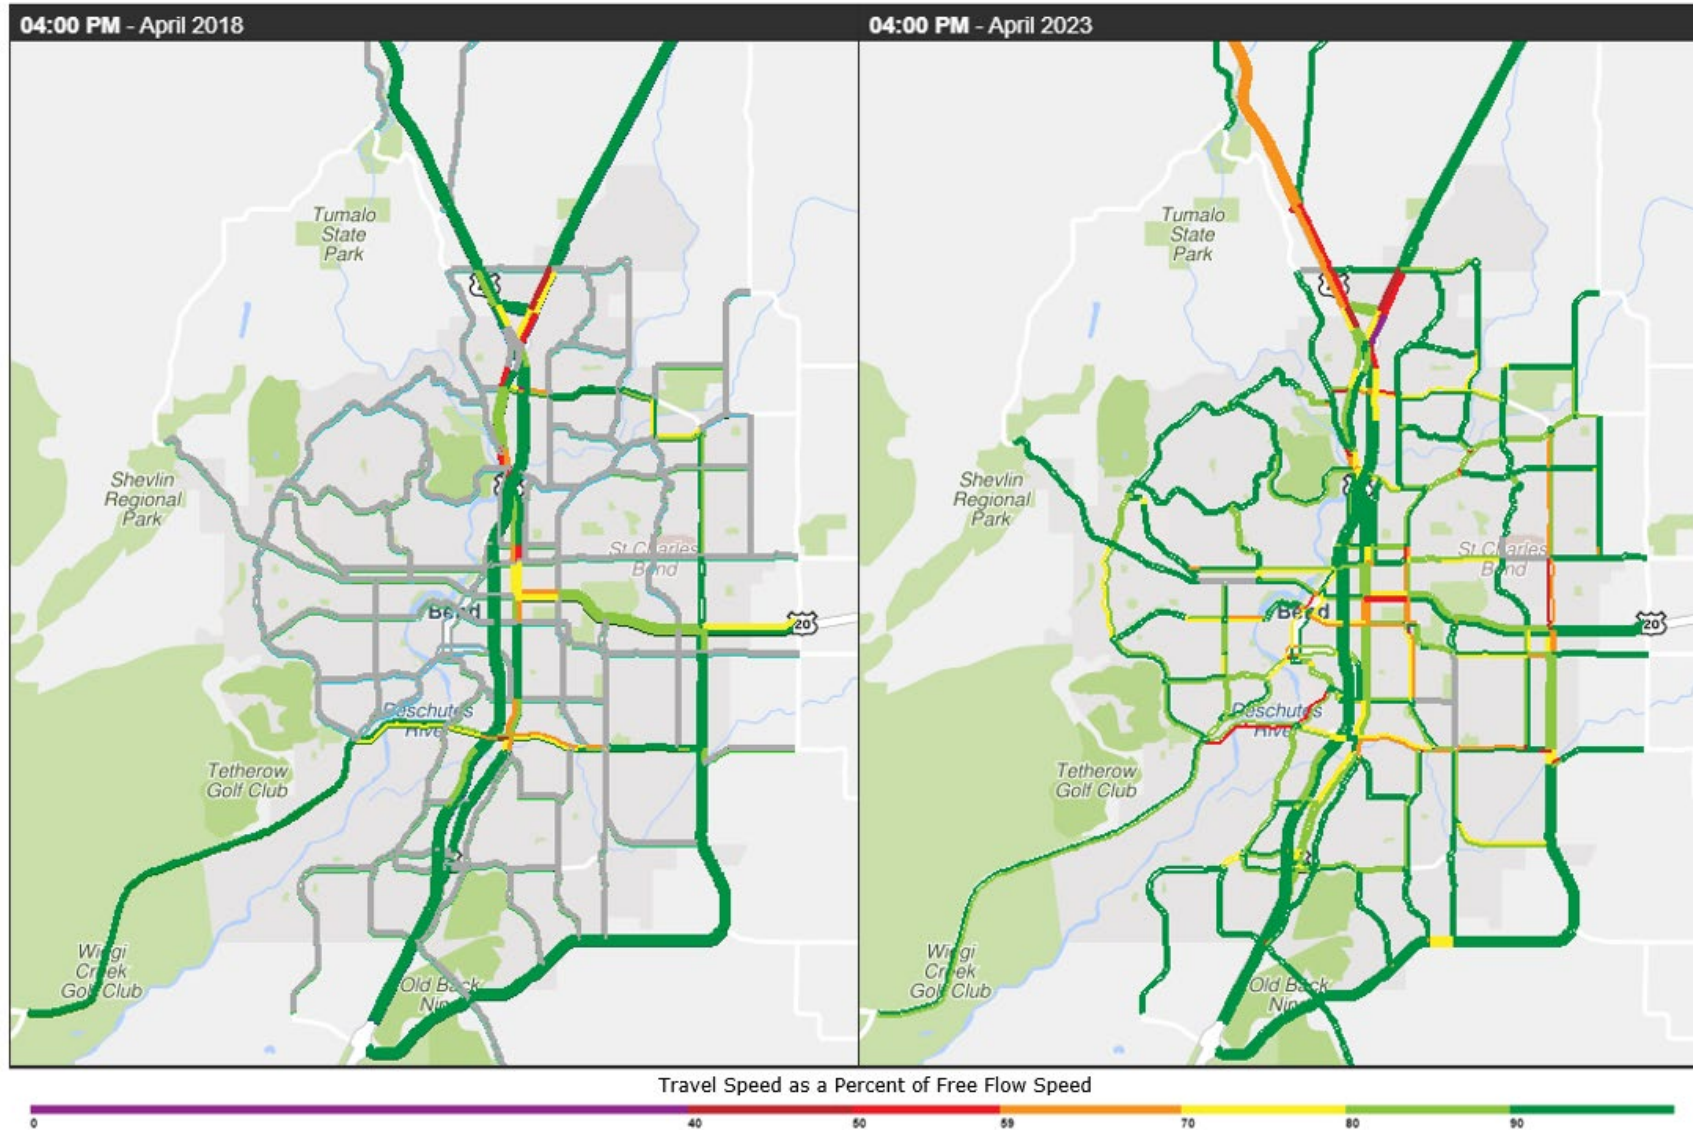 04:00 PM - April 2018
04:00 PM - April 2023
Tumalo
State
Park
Shevlin
Regional
Park
St Charles
Bend
Bend
20
Deschutes
River
Tetherow
Golf Club
Widgi
Creek
Golf Club
Old Back
Nine
Tumalo
State
Park
Shevlin
Regional
Park
St Charles
Bend
Bend
20
Deschutes
River
Tetherow
Golf Club
Widgi
Creek
Golf Club
Old Back
Nine
Travel Speed as a Percent of Free Flow Speed
0 40 50 59 70 80 90